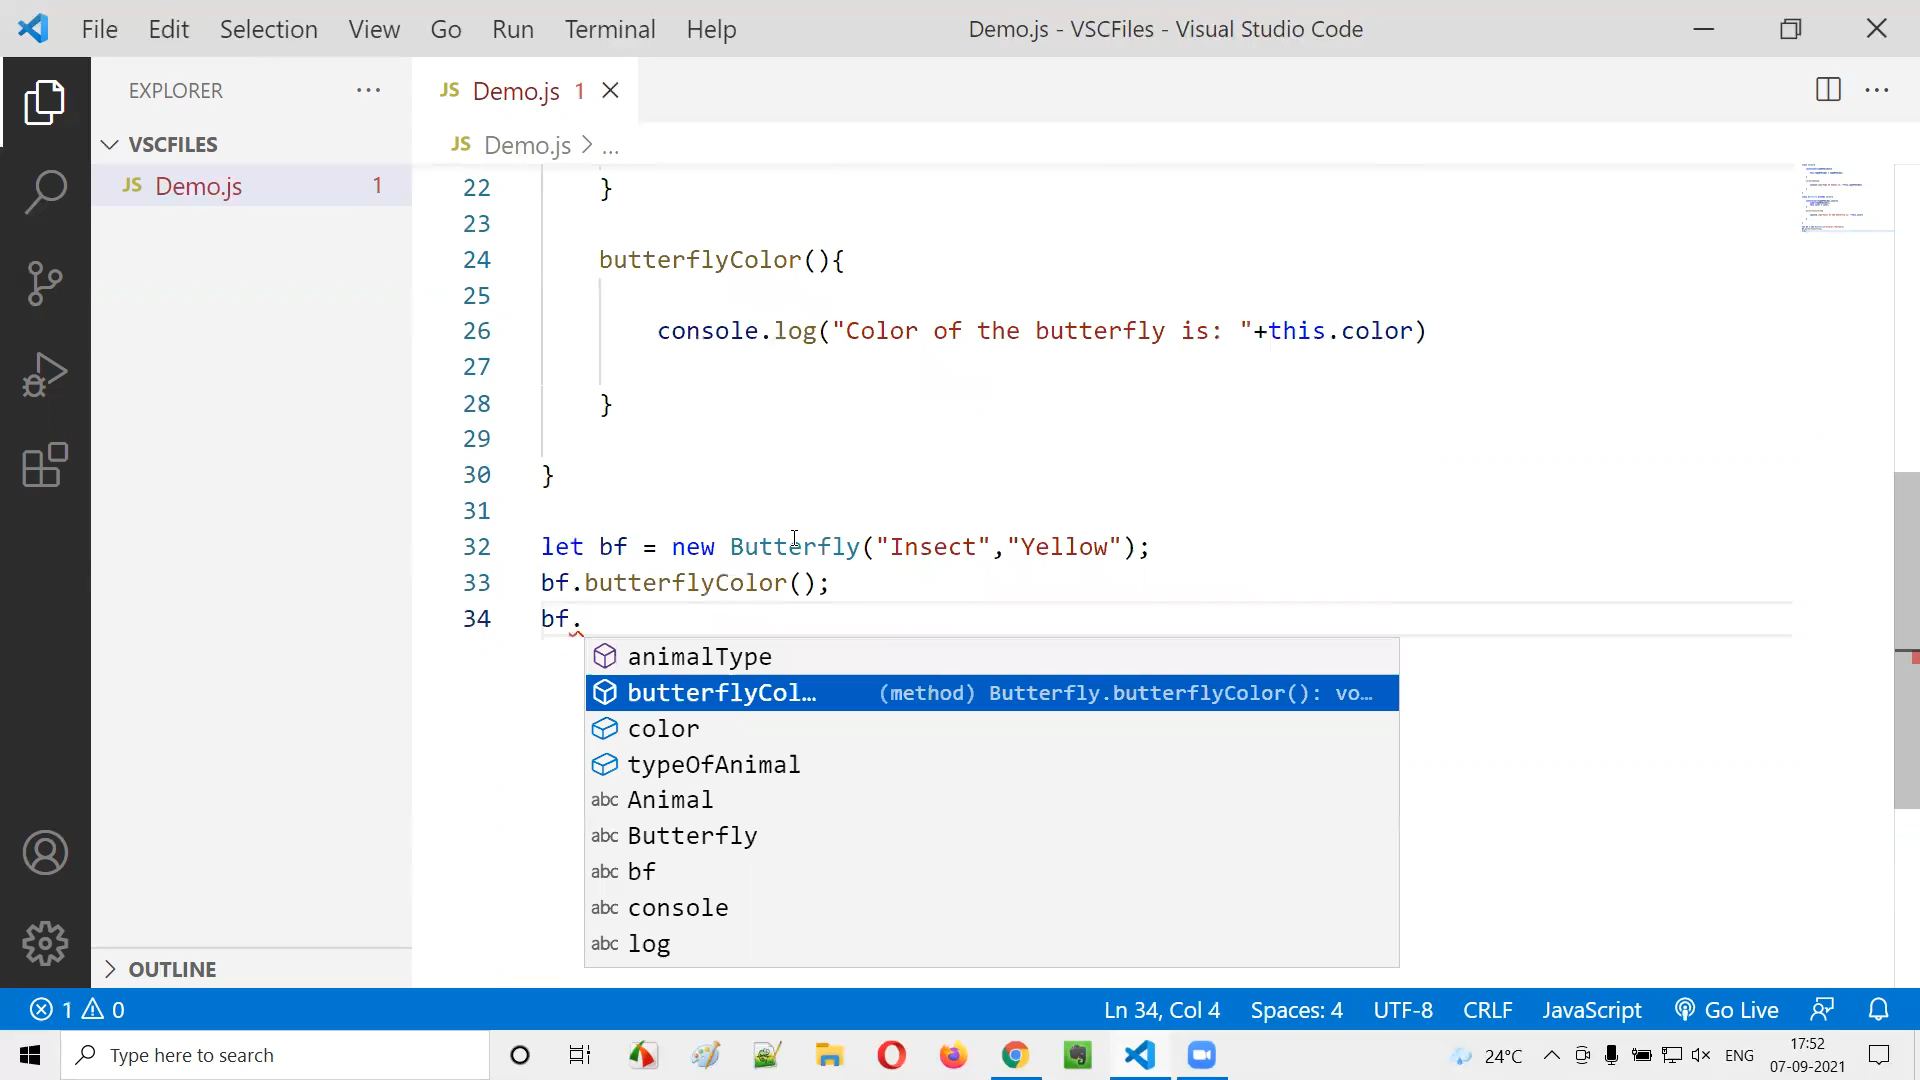 File Edit Selection View Go Run Terminal Help Demo.js - VSCFiles - Visual Studio Code
EXPLORER
JS Demo.js 1
VSCFILES
JS Demo.js > ...
JS Demo.js 1
22 }
23
24 butterflyColor(){
25
26 console.log("Color of the butterfly is: "+this.color)
27
28 }
29
30 }
31
32 let bf = new Butterfly("Insect","Yellow");
33 bf.butterflyColor();
34 bf.
animalType
butterflyCol... (method) Butterfly.butterflyColor(): vo...
color
typeOfAnimal
abc Animal
abc Butterfly
abc bf
abc console
abc log
OUTLINE
1 0 Ln 34, Col 4 Spaces: 4 UTF-8 CRLF JavaScript Go Live
Type here to search 24°C ENG 17:52
07-09-2021